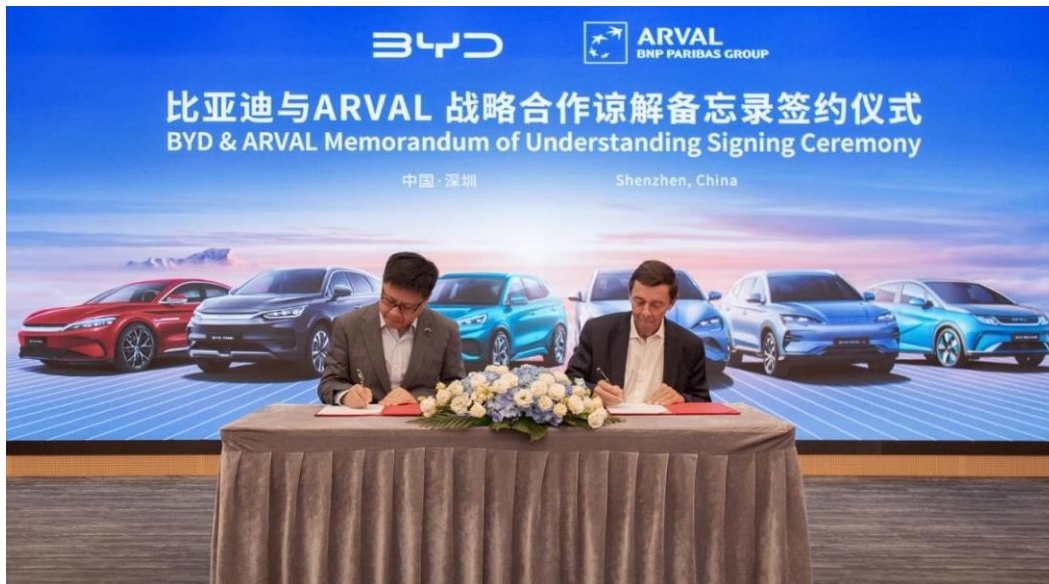 BYD
ARVAL
BNP PARIBAS GROUP
比亚迪与ARVAL 战略合作谅解备忘录签约仪式
BYD & ARVAL Memorandum of Understanding Signing Ceremony
中国·深圳 Shenzhen, China